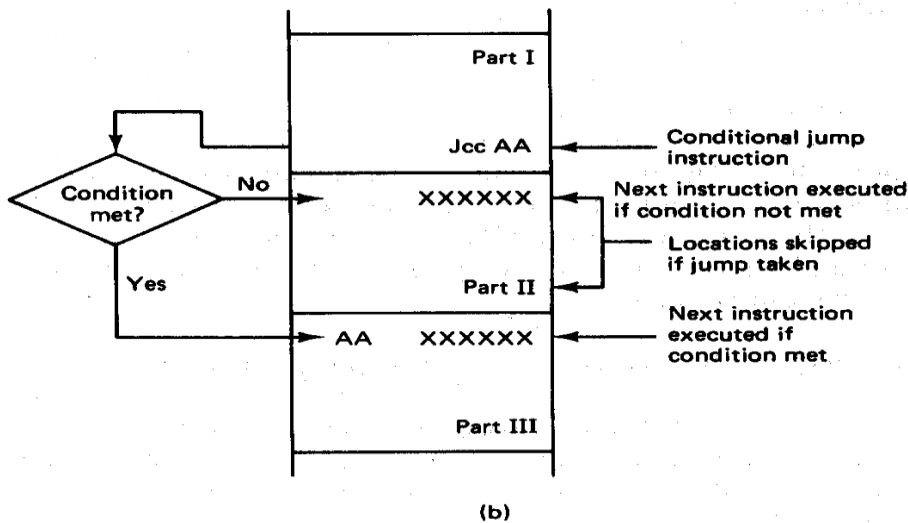 Part I
Jcc AA
Conditional jump
instruction
Condition
met?
No
XXXXXX
Next instruction executed
if condition not met
Locations skipped
if jump taken
Yes
Part II
AA XXXXXX
Next instruction
executed if
condition met
Part III
(b)